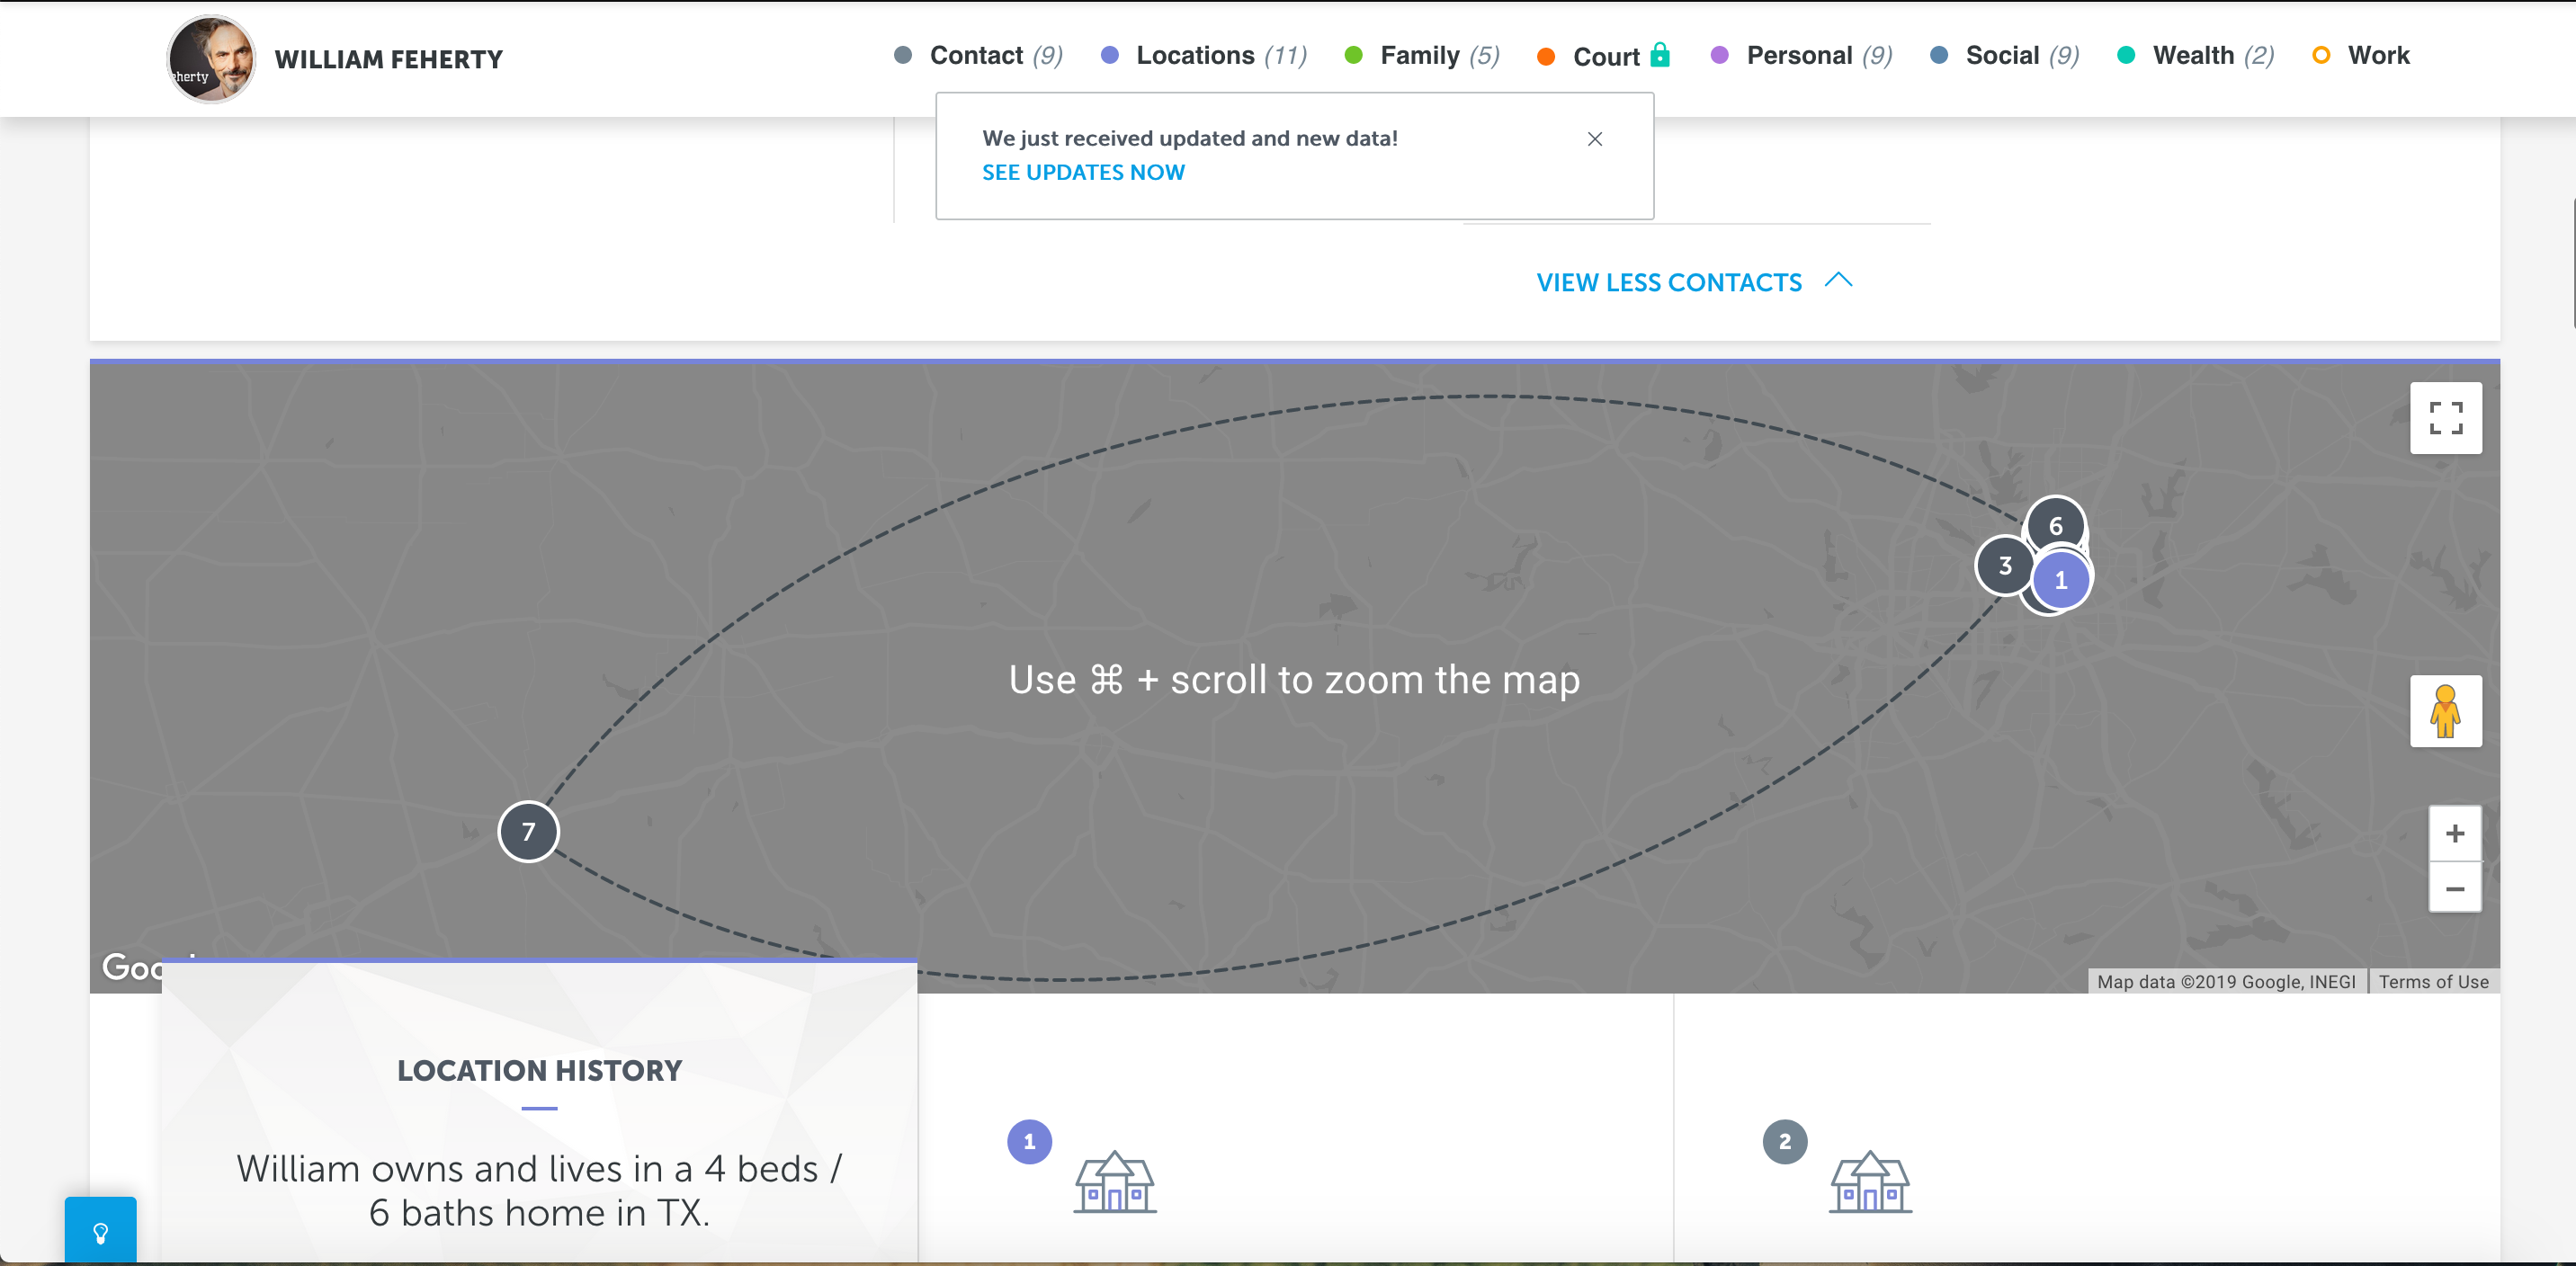 WILLIAM FEHERTY
Contact (9)
Locations (11)
Family (5)
Court
Personal (9)
Social (9)
Wealth (2)
Work
herty
We just received updated and new data!
SEE UPDATES NOW
VIEW LESS CONTACTS
6
3
1
Use ⌘ + scroll to zoom the map
7
+
−
Goo
Map data ©2019 Google, INEGI
Terms of Use
LOCATION HISTORY
William owns and lives in a 4 beds /
6 baths home in TX.
1
2